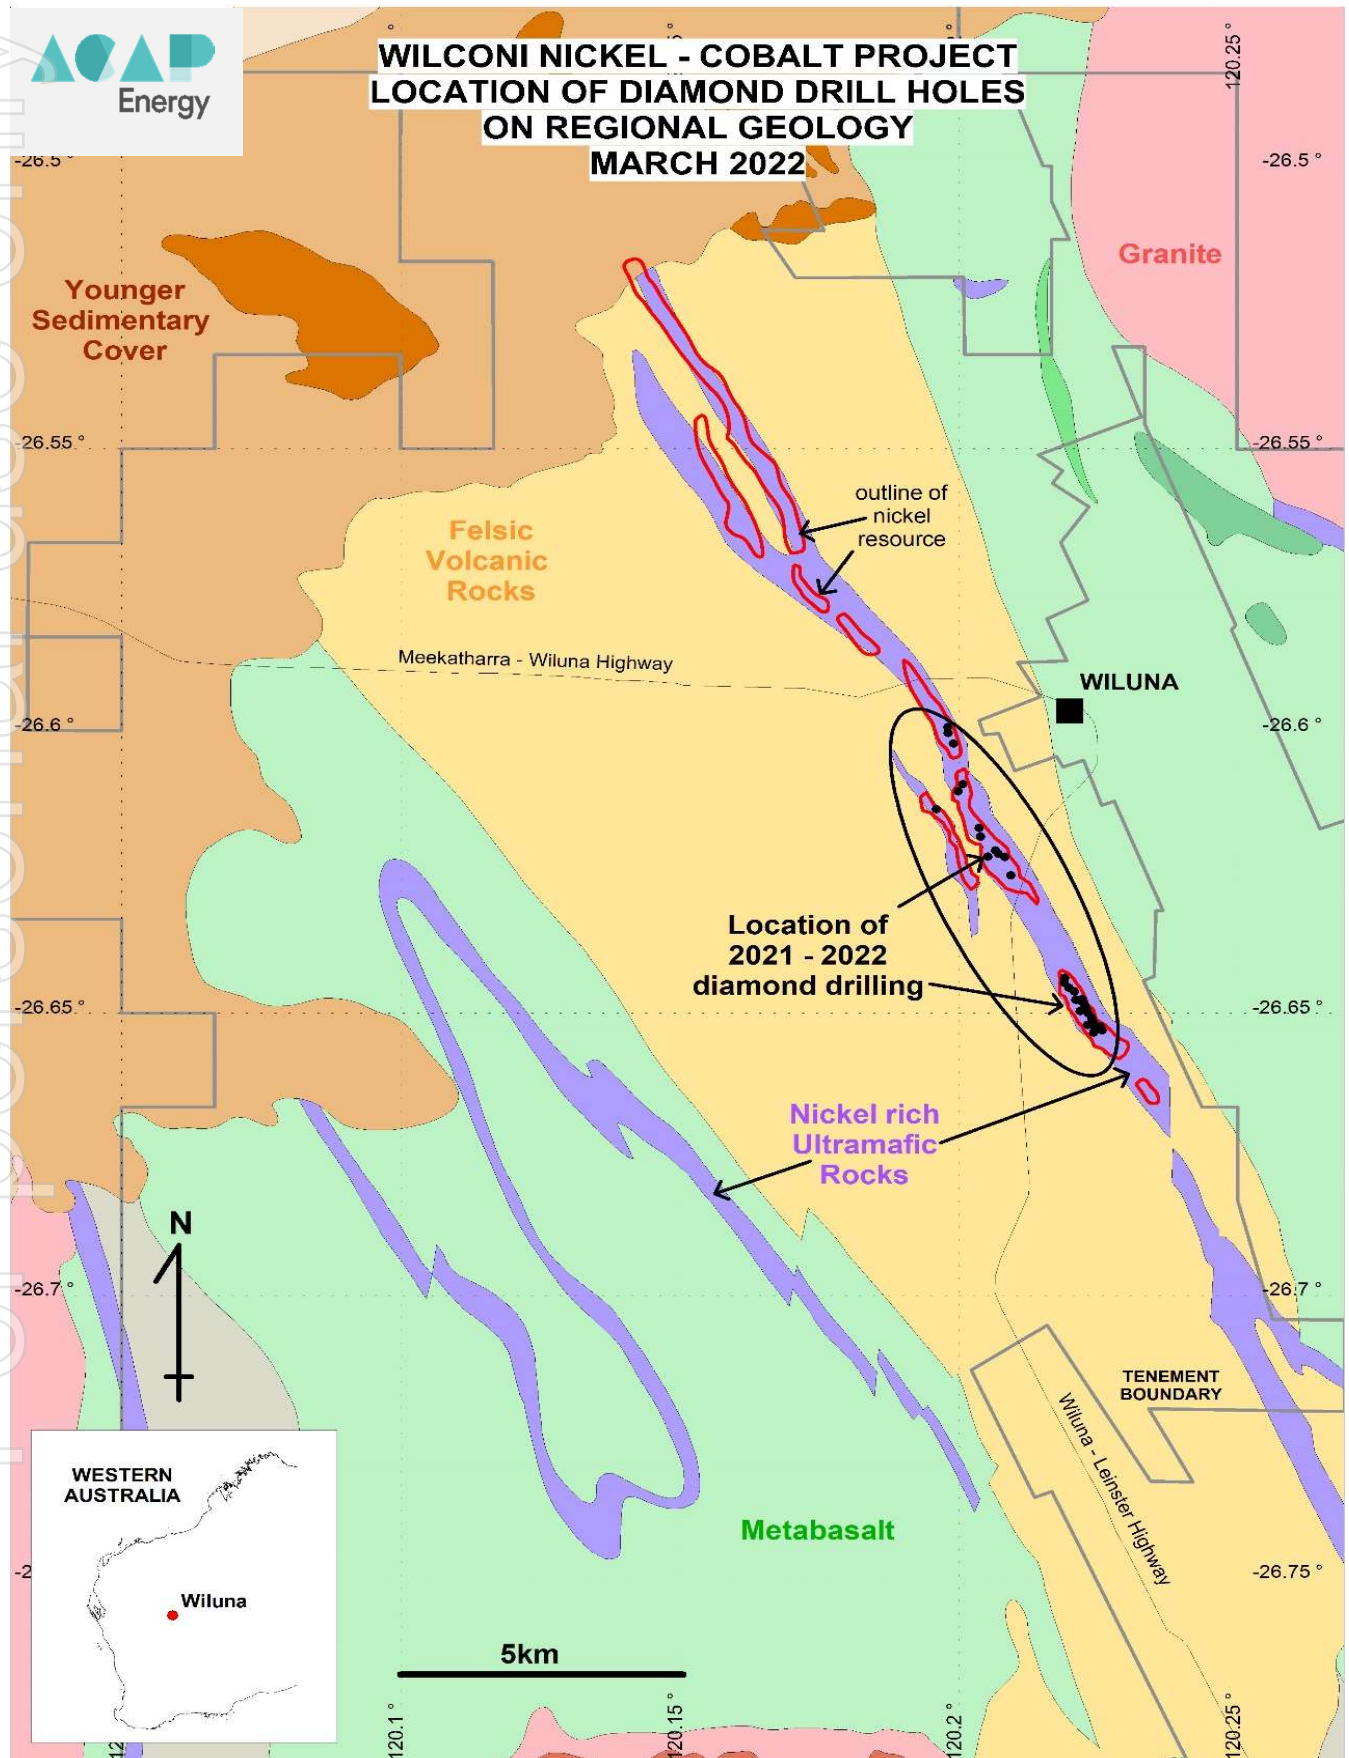 ACAP
Energy
WILCONI NICKEL - COBALT PROJECT
LOCATION OF DIAMOND DRILL HOLES
ON REGIONAL GEOLOGY
MARCH 2022
120.25 °
-26.5 °
-26.5 °
Granite
Younger
Sedimentary
Cover
-26.55 °
-26.55 °
outline of
nickel
resource
Felsic
Volcanic
Rocks
Meekatharra - Wiluna Highway
WILUNA
-26.6 °
-26.6 °
Location of
2021 - 2022
diamond drilling
-26.65 °
-26.65 °
Nickel rich
Ultramafic
Rocks
N
-26.7 °
-26.7 °
TENEMENT
BOUNDARY
Wiluna - Leinster Highway
WESTERN
AUSTRALIA
Wiluna
Metabasalt
-26.75 °
5km
120.1 °
120.15 °
120.2 °
120.25 °